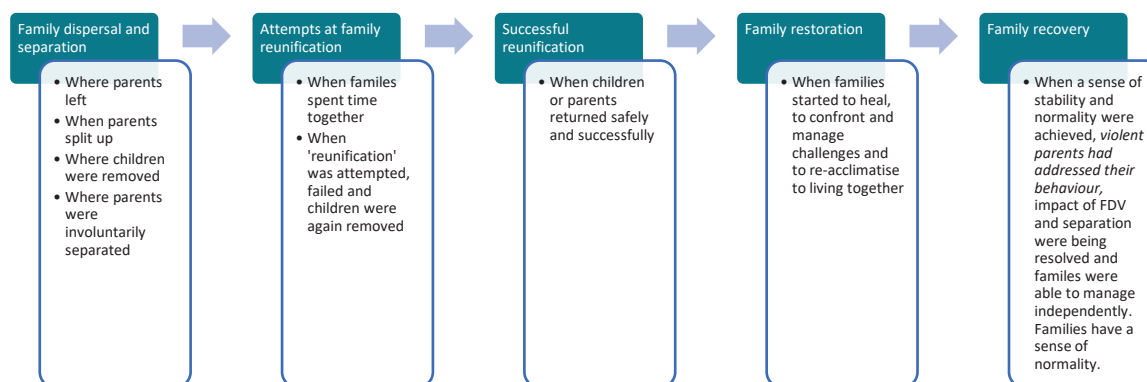 Family dispersal and
separation
• Where parents
left
• When parents
split up
• Where children
were removed
• Where parents
were
involuntarily
separated
Attempts at family
reunification
• When familes
spent time
together
• When
'reunification'
was attempted,
failed and
children were
again removed
Successful
reunification
• When children
or parents
returned safely
and successfully
Family restoration
• When families
started to heal,
to confront and
manage
challenges and
to re-acclimatise
to living together
Family recovery
• When a sense of
stability and
normality were
achieved, violent
parents had
addressed their
behaviour,
impact of FDV
and separation
were being
resolved and
familes were
able to manage
independently.
Families have a
sense of
normality.